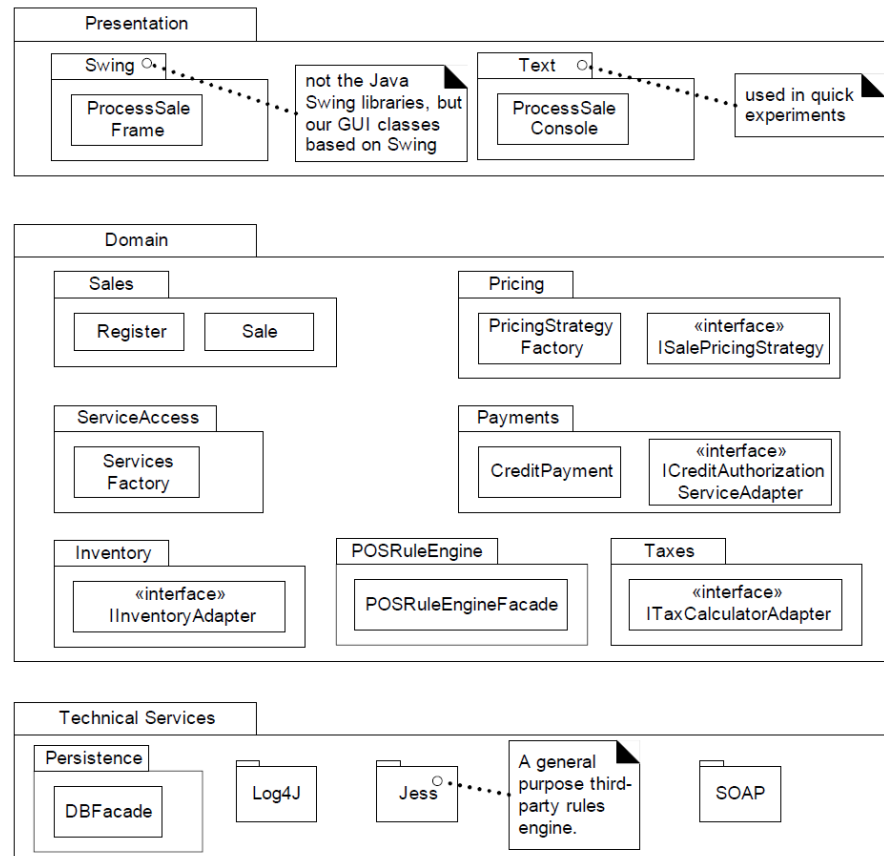 Presentation
Swing
ProcessSale
Frame
not the Java
Swing libraries, but
our GUI classes
based on Swing
Text
ProcessSale
Console
used in quick
experiments
Domain
Sales
Register
Sale
Pricing
PricingStrategy
Factory
«interface»
ISalePricingStrategy
ServiceAccess
Services
Factory
Payments
CreditPayment
«interface»
ICreditAuthorization
ServiceAdapter
Inventory
«interface»
IInventoryAdapter
POSRuleEngine
POSRuleEngineFacade
Taxes
«interface»
ITaxCalculatorAdapter
Technical Services
Persistence
DBFacade
Log4J
Jess
A general
purpose third-
party rules
engine.
SOAP